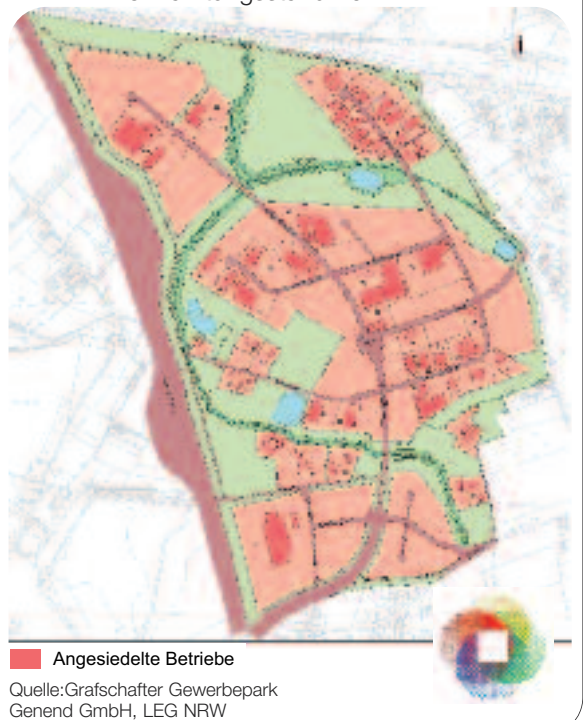 Angesiedelte Betriebe
Quelle:Grafschafter Gewerbepark
Genend GmbH, LEG NRW